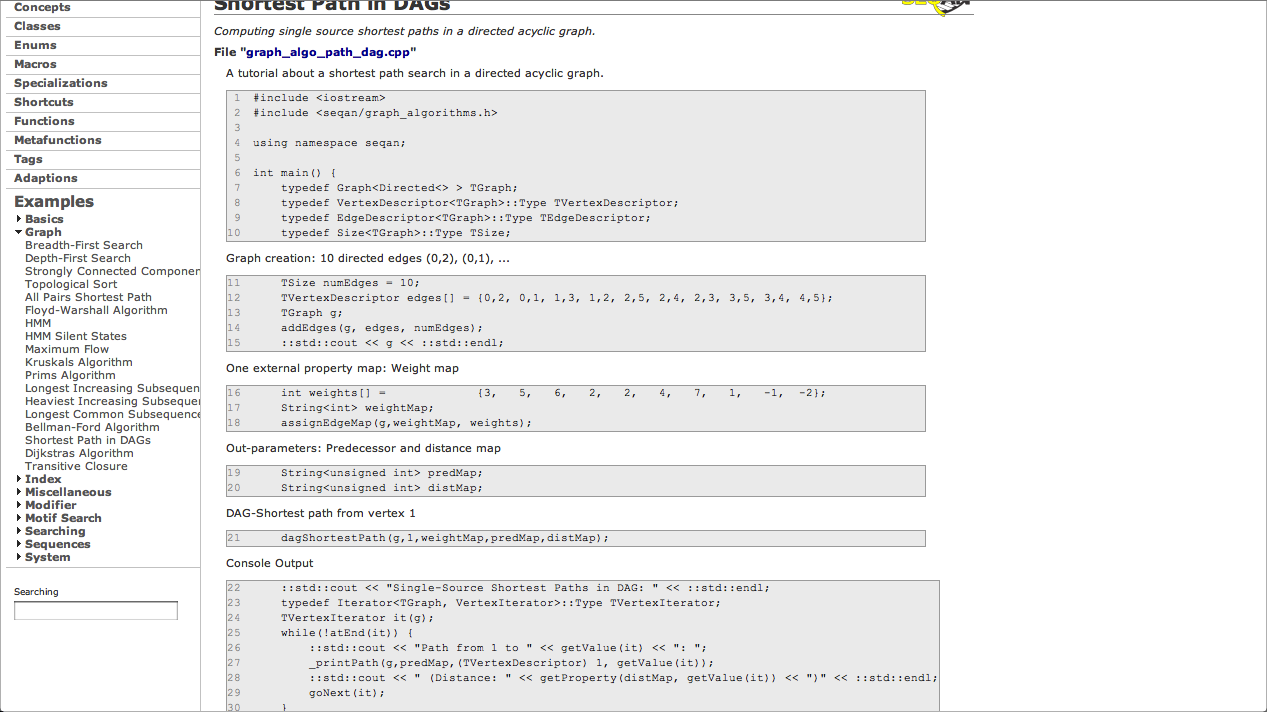 Concepts
Classes
Enums
Macros
Specializations
Shortcuts
Functions
Metafunctions
Tags
Adaptions
Examples
Basics
Graph
Breadth-First Search
Depth-First Search
Strongly Connected Componen
Topological Sort
All Pairs Shortest Path
Floyd-Warshall Algorithm
HMM
HMM Silent States
Maximum Flow
Kruskals Algorithm
Prims Algorithm
Longest Increasing Subsequen
Heaviest Increasing Subseque
Longest Common Subsequence
Bellman-Ford Algorithm
Shortest Path in DAGs
Dijkstras Algorithm
Transitive Closure
Index
Miscellaneous
Modifier
Motif Search
Searching
Sequences
System
Searching
Shortest Path in DAGs
Computing single source shortest paths in a directed acyclic graph.
File "graph_algo_path_dag.cpp"
A tutorial about a shortest path search in a directed acyclic graph.
1 #include <iostream>
2 #include <seqan/graph_algorithms.h>
3
4 using namespace seqan;
5
6 int main() {
7     typedef Graph<Directed<> > TGraph;
8     typedef VertexDescriptor<TGraph>::Type TVertexDescriptor;
9     typedef EdgeDescriptor<TGraph>::Type TEdgeDescriptor;
10     typedef Size<TGraph>::Type TSize;
Graph creation: 10 directed edges (0,2), (0,1), ...
11     TSize numEdges = 10;
12     TVertexDescriptor edges[] = {0,2, 0,1, 1,3, 1,2, 2,5, 2,4, 2,3, 3,5, 3,4, 4,5};
13     TGraph g;
14     addEdges(g, edges, numEdges);
15     ::std::cout << g << ::std::endl;
One external property map: Weight map
16     int weights[] =             {3,   5,   6,   2,   2,   4,   7,   1,   -1,  -2};
17     String<int> weightMap;
18     assignEdgeMap(g,weightMap, weights);
Out-parameters: Predecessor and distance map
19     String<unsigned int> predMap;
20     String<unsigned int> distMap;
DAG-Shortest path from vertex 1
21     dagShortestPath(g,1,weightMap,predMap,distMap);
Console Output
22     ::std::cout << "Single-Source Shortest Paths in DAG: " << ::std::endl;
23     typedef Iterator<TGraph, VertexIterator>::Type TVertexIterator;
24     TVertexIterator it(g);
25     while(!atEnd(it)) {
26         ::std::cout << "Path from 1 to " << getValue(it) << ": ";
27         _printPath(g,predMap,(TVertexDescriptor) 1, getValue(it));
28         ::std::cout << " (Distance: " << getProperty(distMap, getValue(it)) << ")" << ::std::endl;
29         goNext(it);
30     }